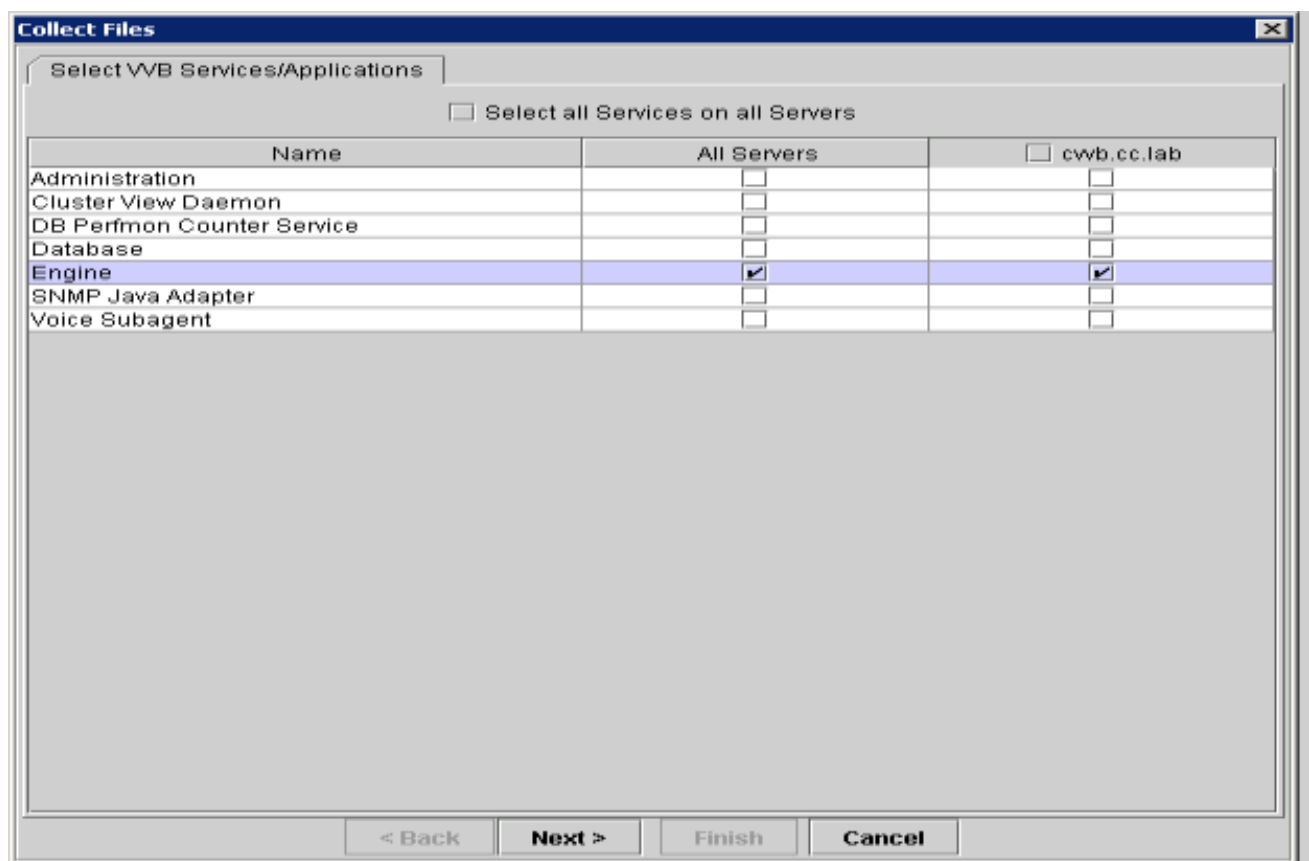 Collect Files
Select VVB Services/Applications
Select all Services on all Servers
Name All Servers cvvb.cc.lab
Administration
Cluster View Daemon
DB Perfmon Counter Service
Database
Engine
SNMP Java Adapter
Voice Subagent
< Back Next > Finish Cancel